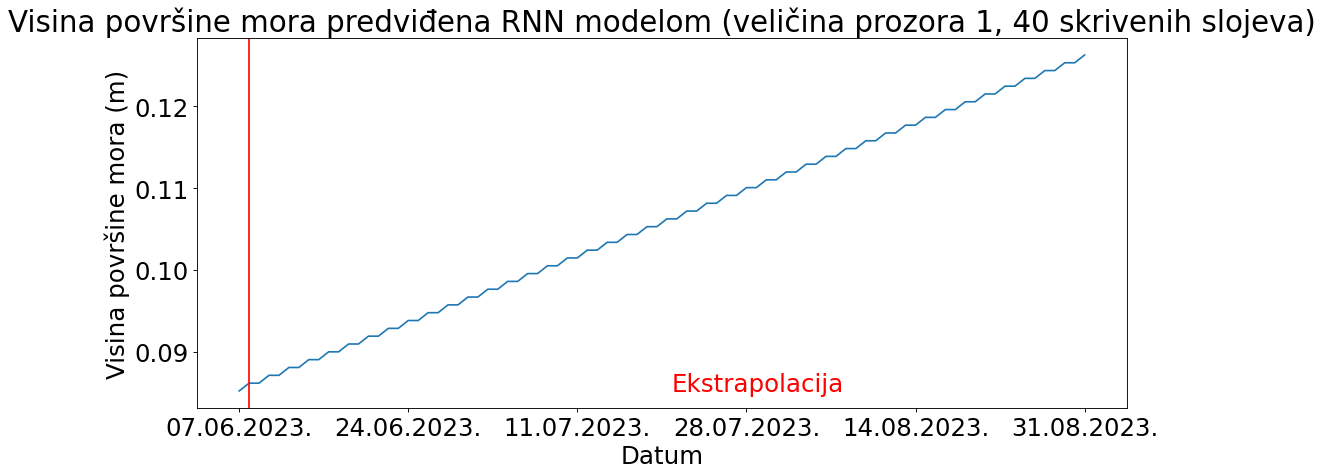 Visina površine mora predviđena RNN modelom (veličina prozora 1, 40 skrivenih slojeva)
Visina površine mora (m)
0.12
0.11
0.10
0.09
Ekstrapolacija
07.06.2023. 24.06.2023. 11.07.2023. 28.07.2023. 14.08.2023. 31.08.2023.
Datum